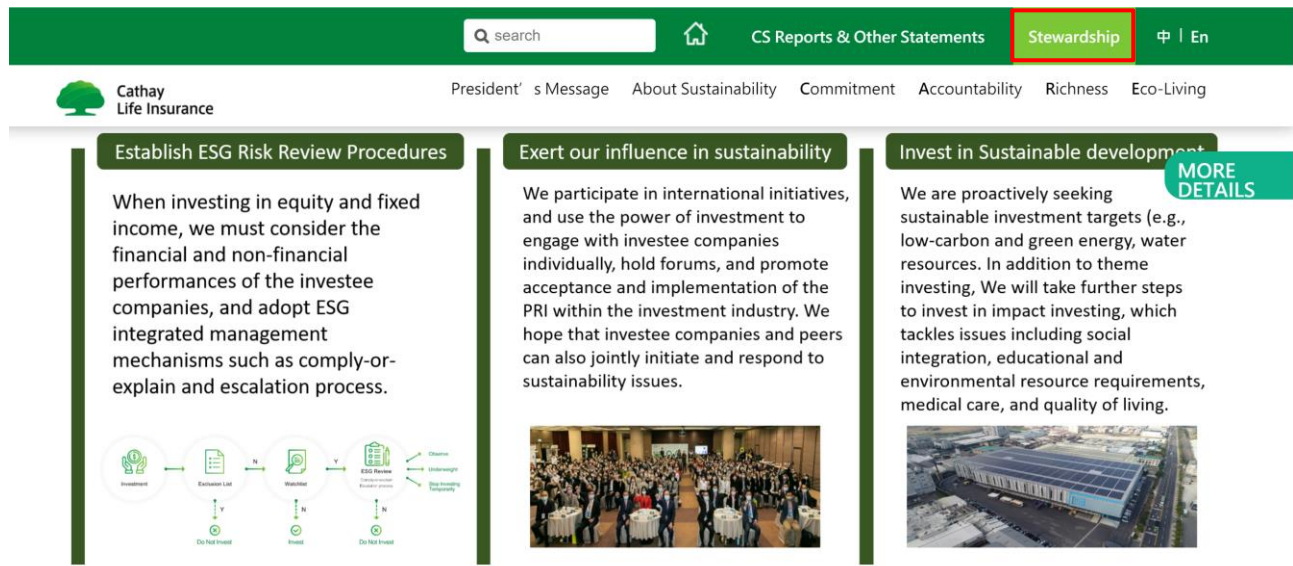 search
CS Reports & Other Statements
Stewardship
中 | En
Cathay
Life Insurance
President' s Message
About Sustainability
Commitment
Accountability
Richness
Eco-Living
Establish ESG Risk Review Procedures
When investing in equity and fixed
income, we must consider the
financial and non-financial
performances of the investee
companies, and adopt ESG
integrated management
mechanisms such as comply-or-
explain and escalation process.
Investment
Exclusion List
N
Watchlist
Y
ESG Review
Observe
Underweight
Stop Investing
Temporarily
Y
N
N
Do Not Invest
Invest
Do Not Invest
Exert our influence in sustainability
We participate in international initiatives,
and use the power of investment to
engage with investee companies
individually, hold forums, and promote
acceptance and implementation of the
PRI within the investment industry. We
hope that investee companies and peers
can also jointly initiate and respond to
sustainability issues.
Invest in Sustainable development
MORE
DETAILS
We are proactively seeking
sustainable investment targets (e.g.,
low-carbon and green energy, water
resources. In addition to theme
investing, We will take further steps
to invest in impact investing, which
tackles issues including social
integration, educational and
environmental resource requirements,
medical care, and quality of living.